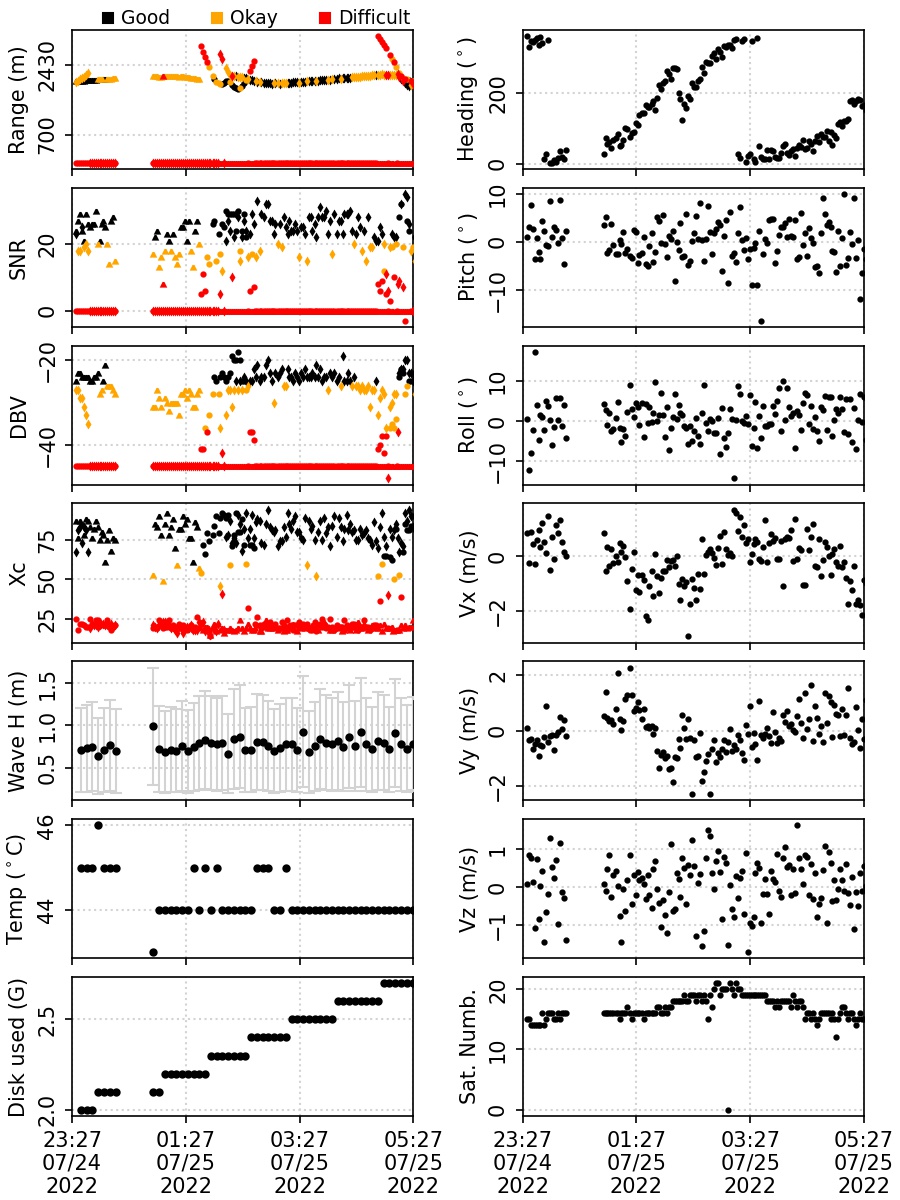 Good Okay Difficult
Range (m)
2430
700
Heading (°)
200
0
SNR
20
0
Pitch (°)
10
0
−10
DBV
−20
−40
Roll (°)
10
0
−10
Xc
75
50
25
Vx (m/s)
0
−2
Wave H (m)
1.5
1.0
0.5
Vy (m/s)
2
0
−2
Temp (°C)
46
44
Vz (m/s)
1
0
−1
Disk used (G)
2.5
2.0
Sat. Numb.
20
10
0
23:27 01:27 03:27 05:27
07/24 07/25 07/25 07/25
2022 2022 2022 2022
23:27 01:27 03:27 05:27
07/24 07/25 07/25 07/25
2022 2022 2022 2022